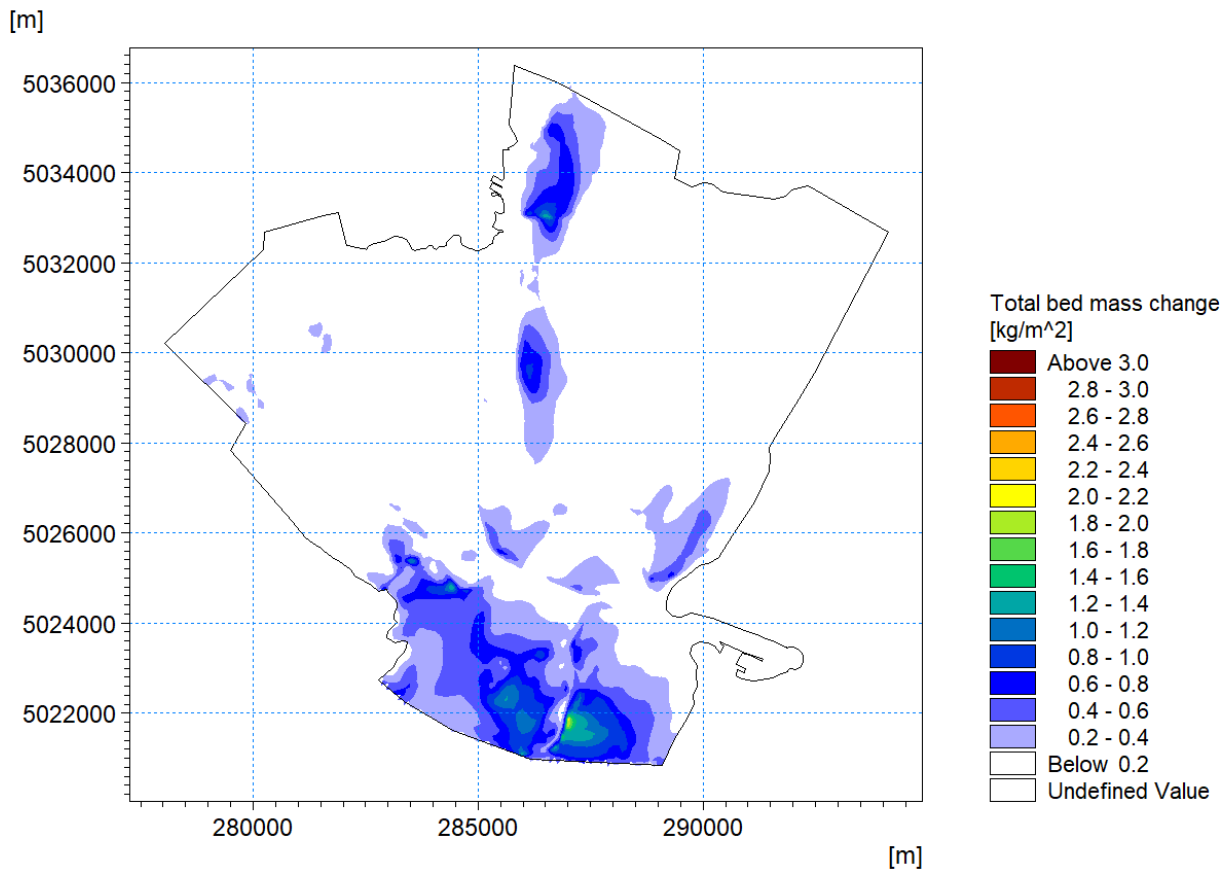 [m]
5036000
5034000
5032000
5030000
5028000
5026000
5024000
5022000
280000 285000 290000
[m]
Total bed mass change
[kg/m^2]
Above 3.0
2.8 - 3.0
2.6 - 2.8
2.4 - 2.6
2.2 - 2.4
2.0 - 2.2
1.8 - 2.0
1.6 - 1.8
1.4 - 1.6
1.2 - 1.4
1.0 - 1.2
0.8 - 1.0
0.6 - 0.8
0.4 - 0.6
0.2 - 0.4
Below 0.2
Undefined Value